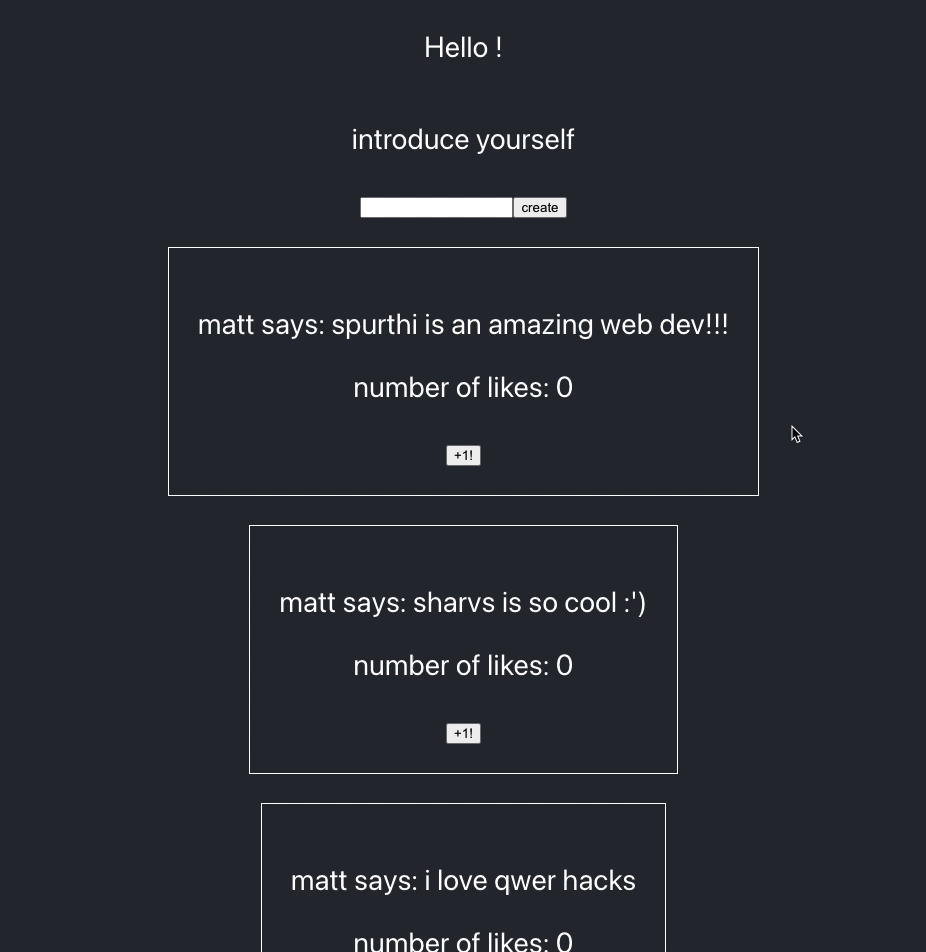 Hello !
introduce yourself
create
matt says: spurthi is an amazing web dev!!!
number of likes: 0
+1!
matt says: sharvs is so cool :')
number of likes: 0
+1!
matt says: i love qwer hacks
number of likes: 0